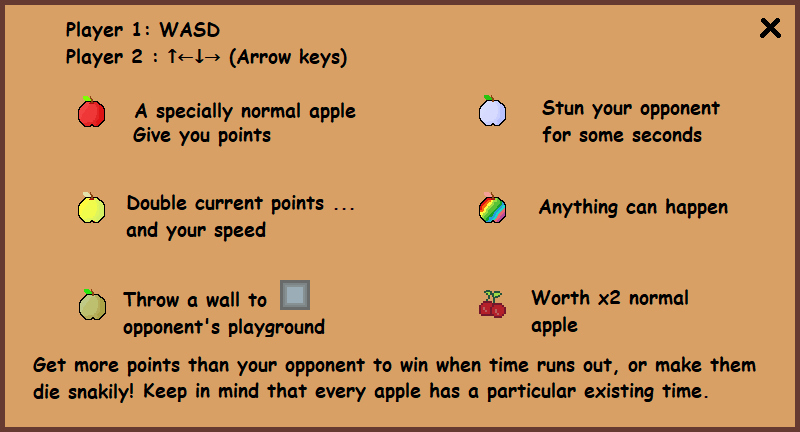 Player 1: WASD
Player 2 : ↑←↓→ (Arrow keys)
A specially normal apple
Give you points
Stun your opponent
for some seconds
Double current points ...
and your speed
Anything can happen
Throw a wall to
opponent's playground
Worth x2 normal
apple
Get more points than your opponent to win when time runs out, or make them
die snakily! Keep in mind that every apple has a particular existing time.